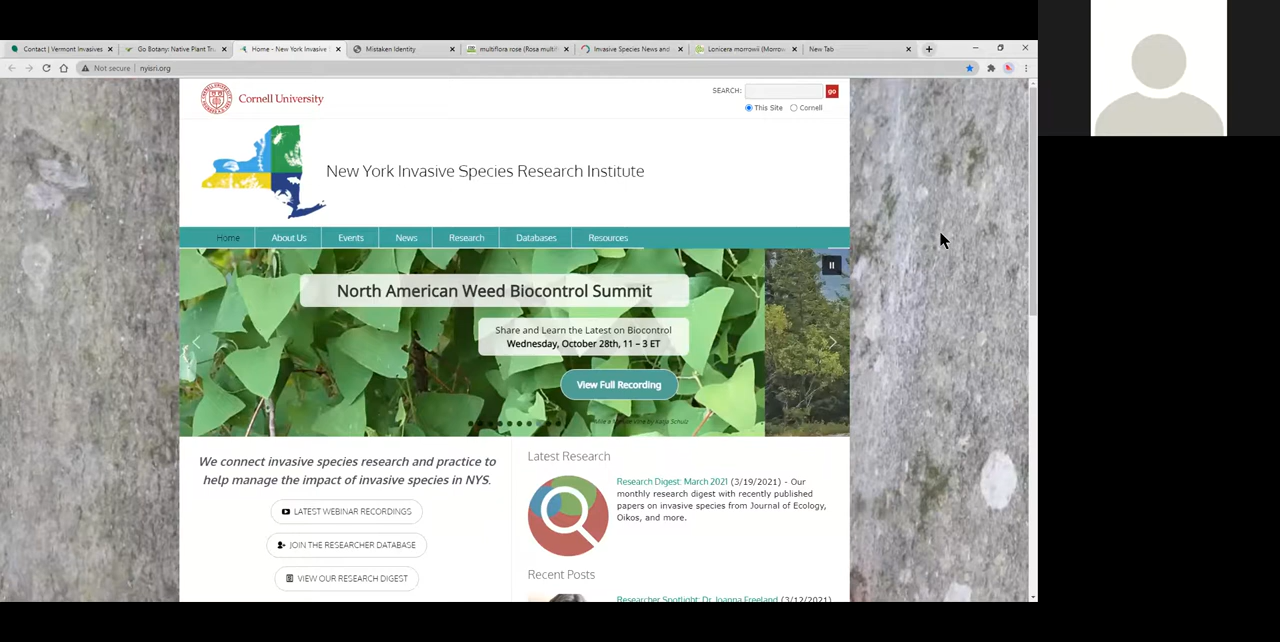 Contact | Vermont Invasives
Go Botany: Native Plant Tr
Home - New York Invasive
Mistaken Identity
multiflora rose (Rosa multif
Invasive Species News and
Lonicera morrowii (Morrow
New Tab
Not secure | nyisri.org
Cornell University
SEARCH:
go
This Site
Cornell
New York Invasive Species Research Institute
Home
About Us
Events
News
Research
Databases
Resources
North American Weed Biocontrol Summit
Share and Learn the Latest on Biocontrol
Wednesday, October 28th, 11 – 3 ET
View Full Recording
We connect invasive species research and practice to
help manage the impact of invasive species in NYS.
LATEST WEBINAR RECORDINGS
JOIN THE RESEARCHER DATABASE
VIEW OUR RESEARCH DIGEST
Latest Research
Research Digest: March 2021 (3/19/2021) - Our
monthly research digest with recently published
papers on invasive species from Journal of Ecology,
Oikos, and more.
Recent Posts
Researcher Spotlight: Dr. Joanna Freeland (3/12/2021)